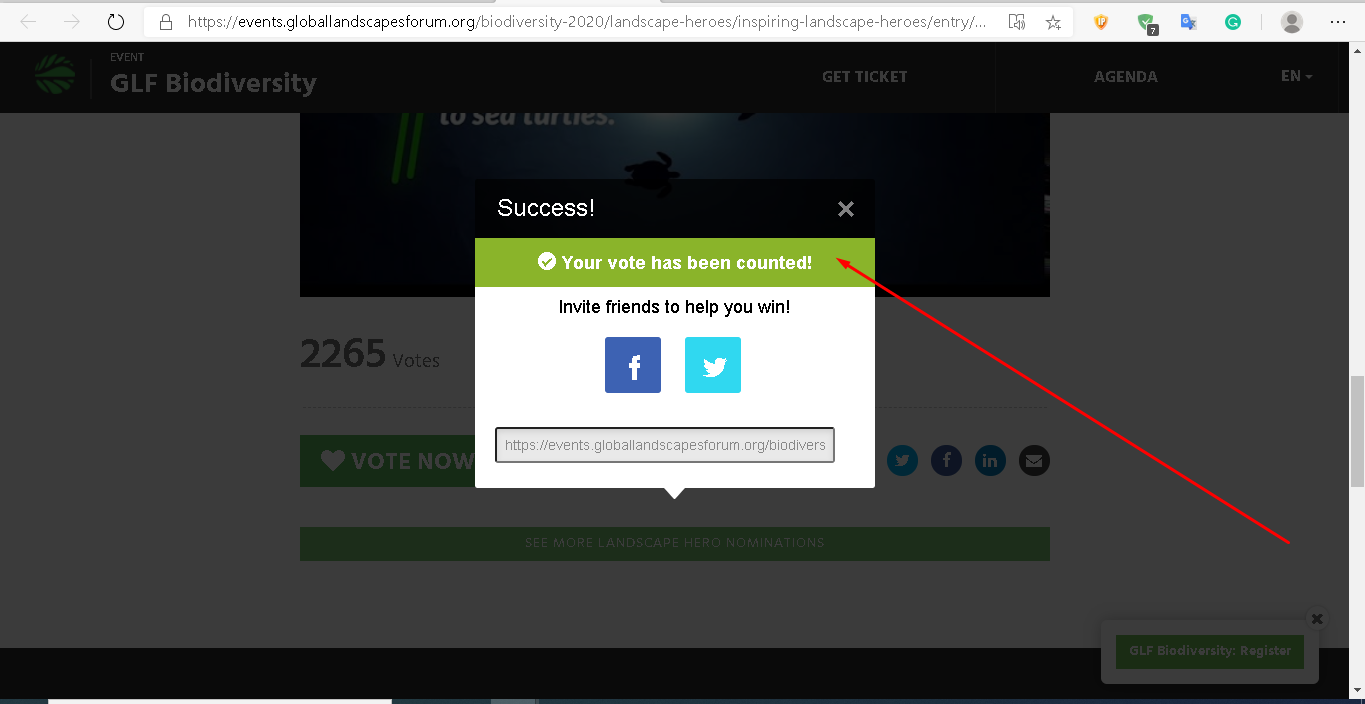 https://events.globallandscapesforum.org/biodiversity-2020/landscape-heroes/inspiring-landscape-heroes/entry/...
7
EVENT
GLF Biodiversity
GET TICKET
AGENDA
EN
to sea turtles.
Success!
Your vote has been counted!
Invite friends to help you win!
2265 Votes
https://events.globallandscapesforum.org/biodivers
VOTE NOW
SEE MORE LANDSCAPE HERO NOMINATIONS
GLF Biodiversity: Register